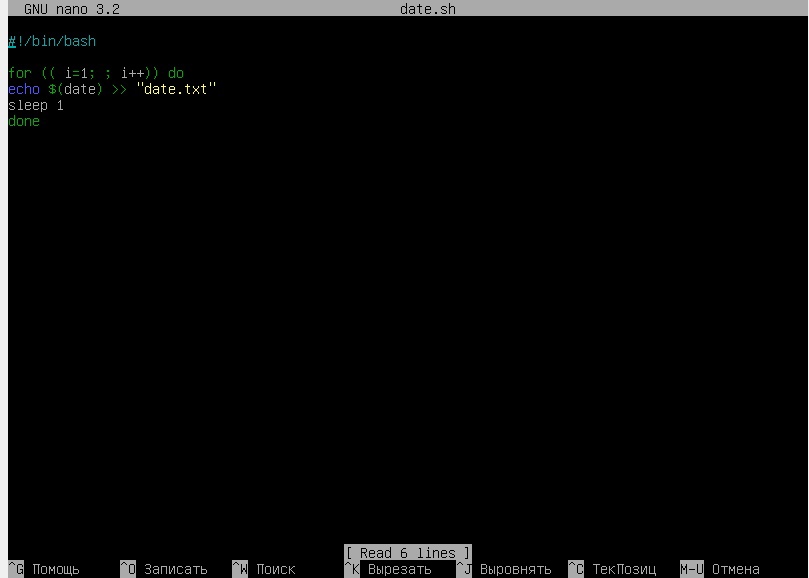 GNU nano 3.2 date.sh
#!/bin/bash
for (( i=1; ; i++)) do
echo $(date) >> "date.txt"
sleep 1
done
[ Read 6 lines ]
^G Помощь ^O Записать ^W Поиск ^K Вырезать ^J Выровнять ^C ТекПозиц M-U Отмена